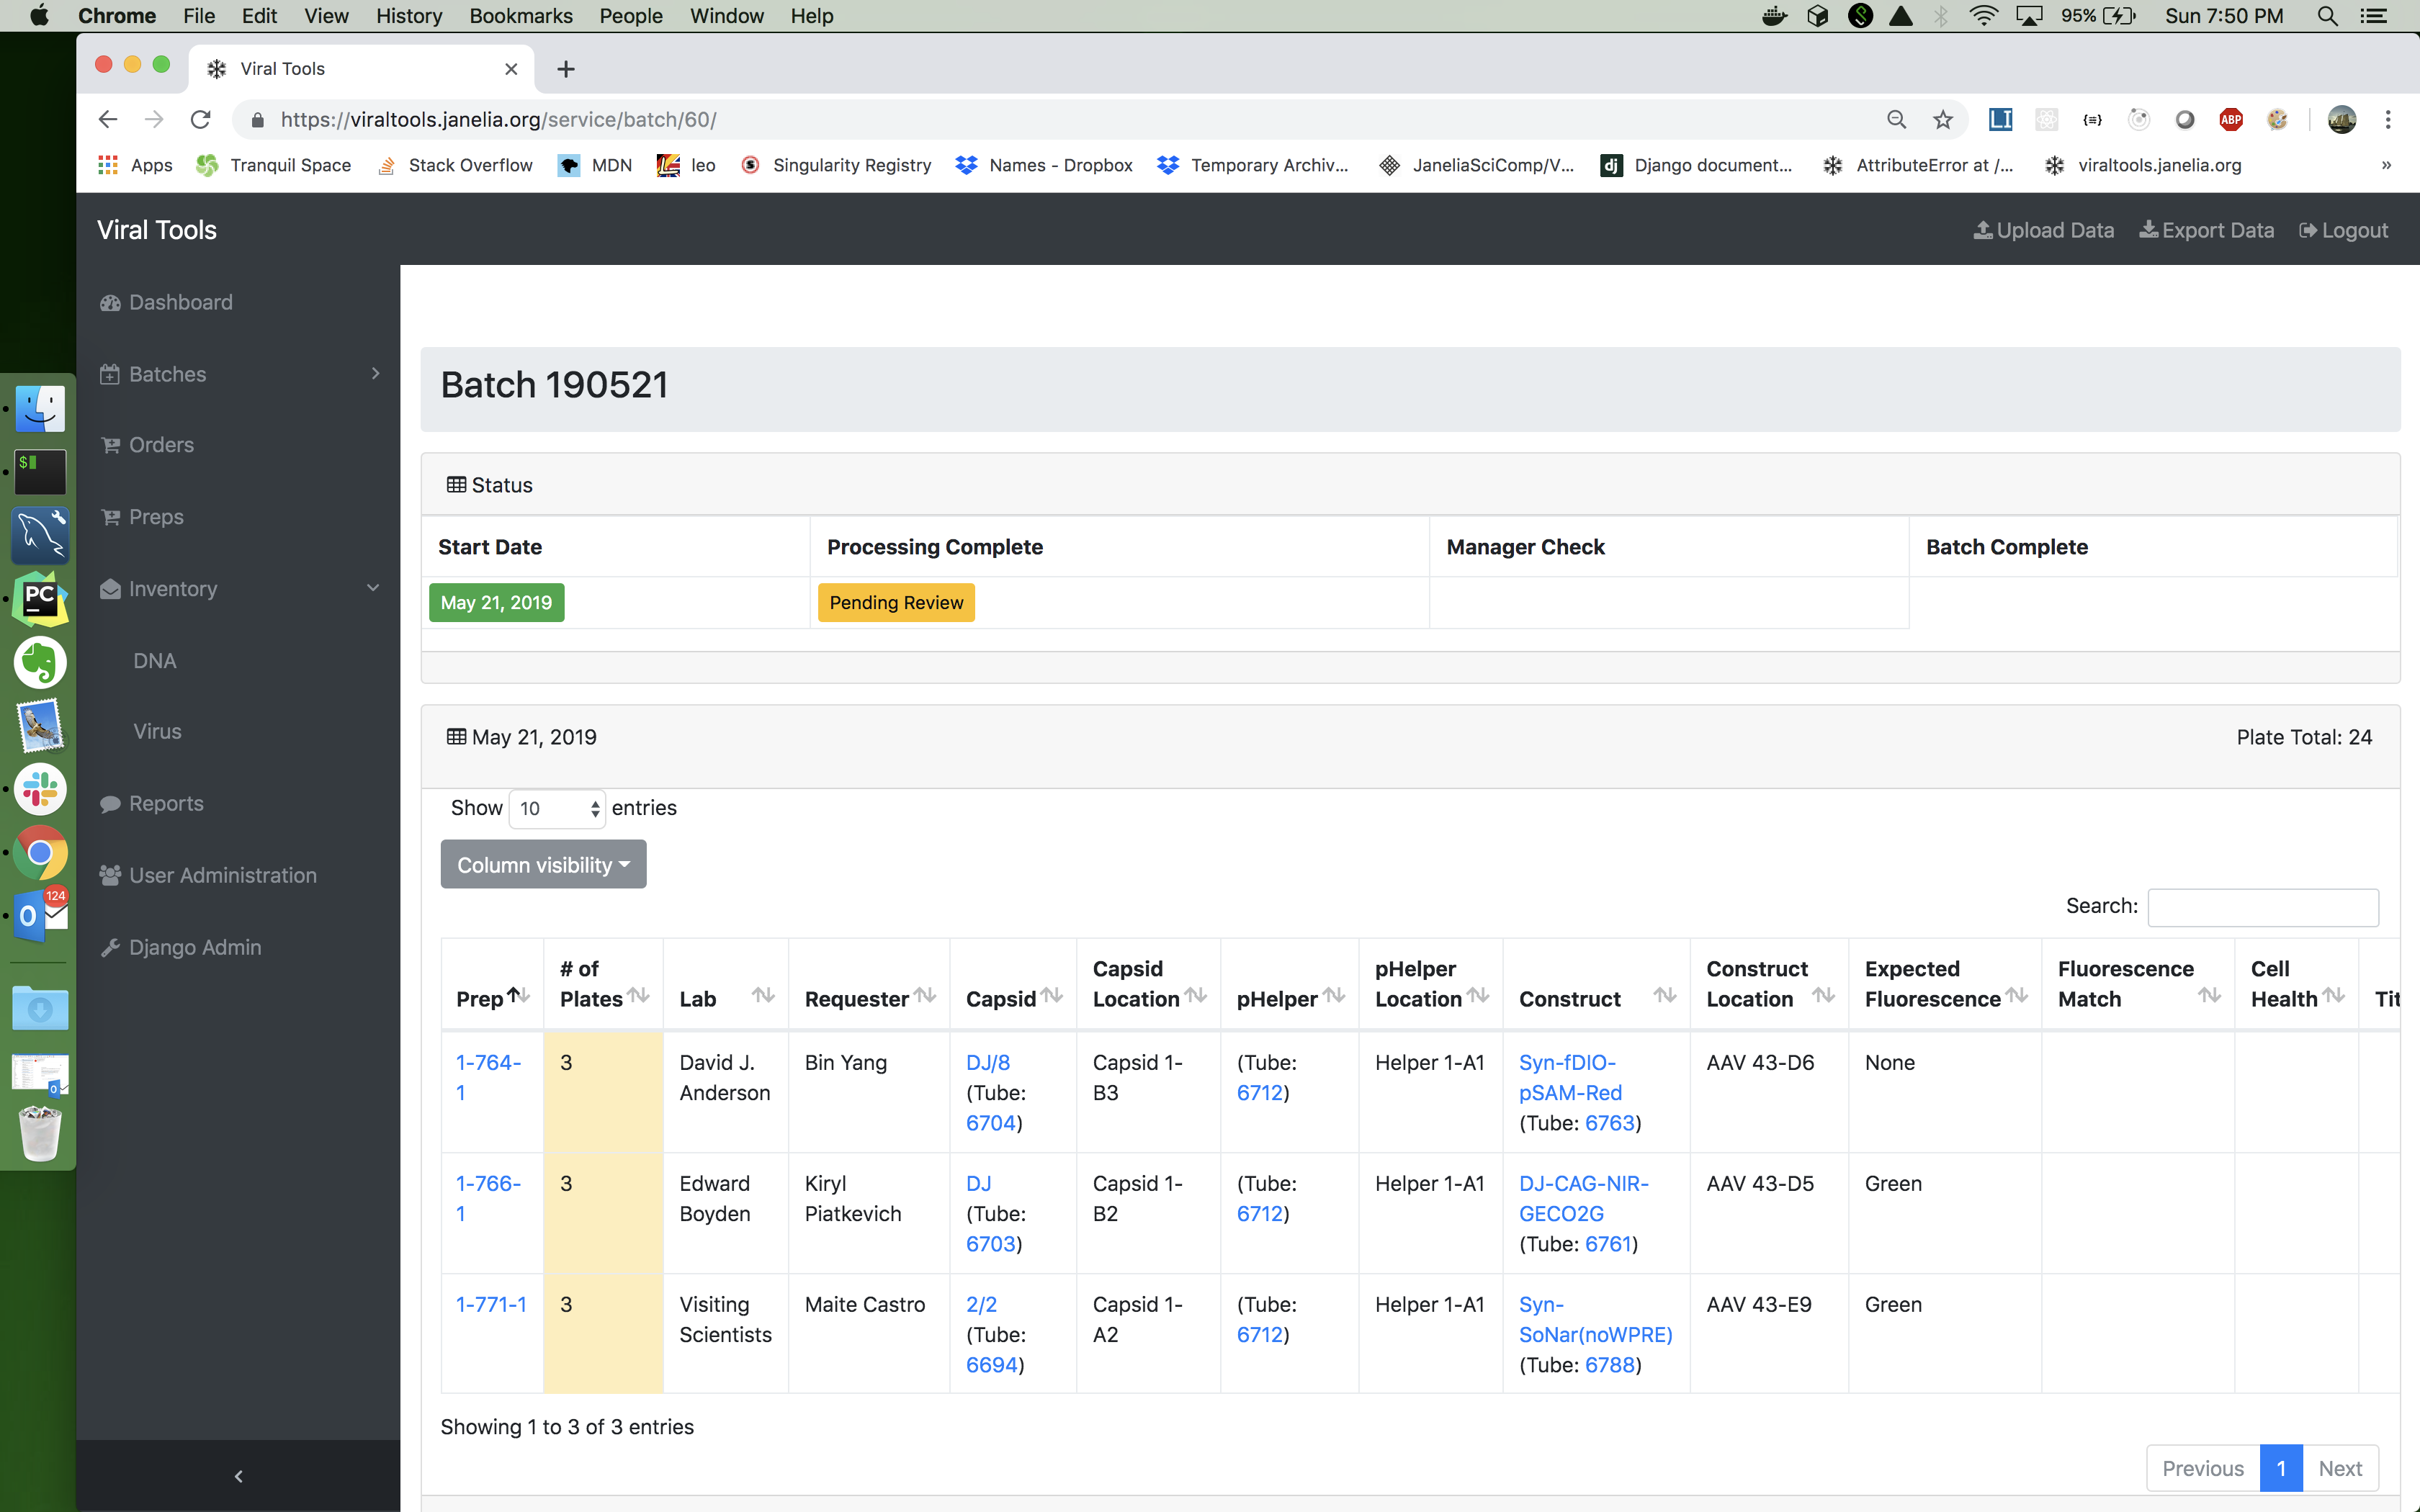 Chrome File Edit View History Bookmarks People Window Help 95% Sun 7:50 PM
Viral Tools
https://viraltools.janelia.org/service/batch/60/
LI {≡} ABP
Apps Tranquil Space Stack Overflow MDN leo Singularity Registry Names - Dropbox Temporary Archiv... JaneliaSciComp/V... dj Django document... AttributeError at /... viraltools.janelia.org »
Viral Tools Upload Data Export Data Logout
Dashboard
Batches
Orders
Preps
Inventory
DNA
Virus
Reports
User Administration
Django Admin
$
PC
124
O
Batch 190521
Status
Start Date Processing Complete Manager Check Batch Complete
May 21, 2019 Pending Review
May 21, 2019 Plate Total: 24
Show 10 entries
Column visibility
Search:
# of Capsid pHelper Construct Expected Fluorescence Cell
Prep Plates Lab Requester Capsid Location pHelper Location Construct Location Fluorescence Match Health Tit
1-764- 3 David J. Bin Yang DJ/8 Capsid 1- (Tube: Helper 1-A1 Syn-fDIO- AAV 43-D6 None
1 Anderson (Tube: B3 6712) pSAM-Red
6704) (Tube: 6763)
1-766- 3 Edward Kiryl DJ Capsid 1- (Tube: Helper 1-A1 DJ-CAG-NIR- AAV 43-D5 Green
1 Boyden Piatkevich (Tube: B2 6712) GECO2G
6703) (Tube: 6761)
1-771-1 3 Visiting Maite Castro 2/2 Capsid 1- (Tube: Helper 1-A1 Syn- AAV 43-E9 Green
Scientists (Tube: A2 6712) SoNar(noWPRE)
6694) (Tube: 6788)
Showing 1 to 3 of 3 entries
Previous 1 Next